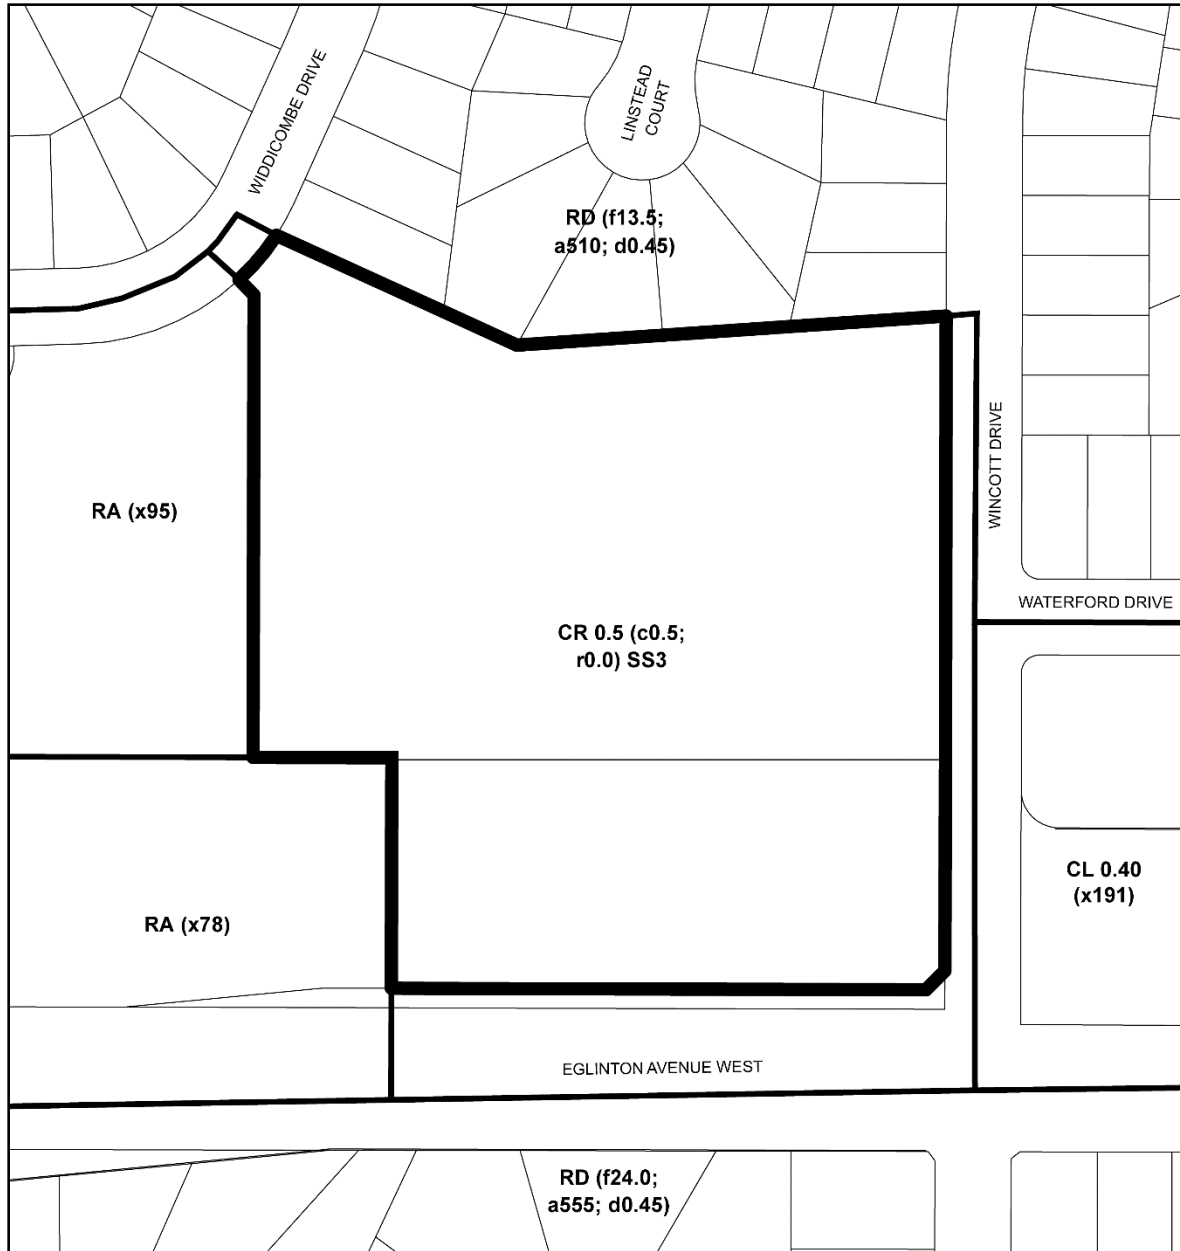 WIDDICOMBE DRIVE
LINSTEAD
COURT
RD (f13.5;
a510; d0.45)
WINCOTT DRIVE
RA (x95)
WATERFORD DRIVE
CR 0.5 (c0.5;
r0.0) SS3
CL 0.40
(x191)
RA (x78)
EGLINTON AVENUE WEST
RD (f24.0;
a555; d0.45)